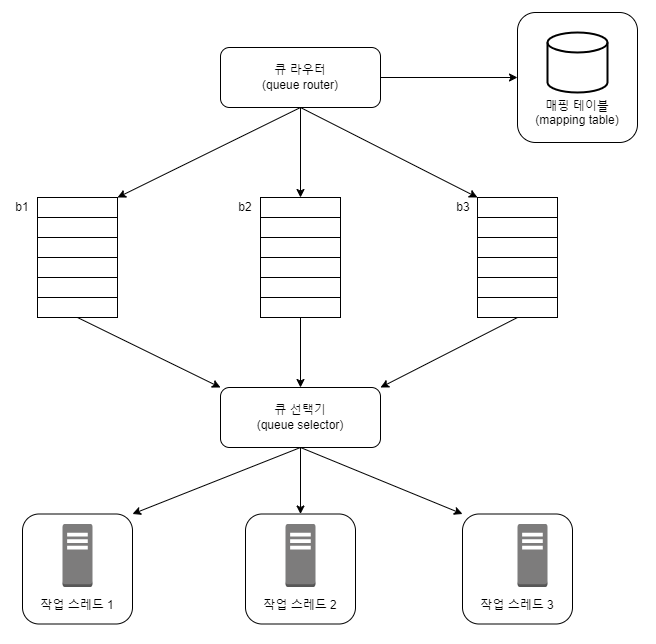 큐 라우터
(queue router)
매핑 테이블
(mapping table)
b1
b2
b3
큐 선택기
(queue selector)
작업 스레드 1
작업 스레드 2
작업 스레드 3